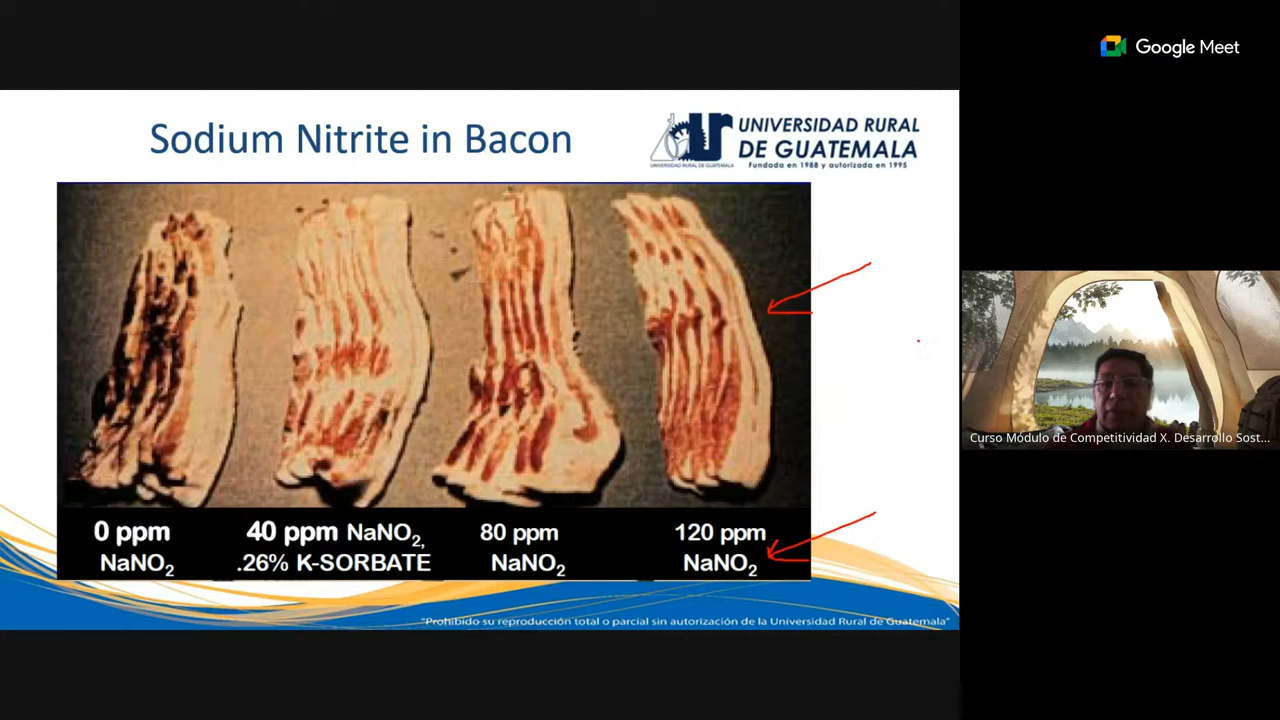 Google Meet
Sodium Nitrite in Bacon
UNIVERSIDAD RURAL
DE GUATEMALA
UNIVERSIDAD RURAL DE GUATEMALA
Fundada en 1988 y autorizada en 1995
0 ppm
NaNO2
40 ppm NaNO2,
.26% K-SORBATE
80 ppm
NaNO2
120 ppm
NaNO2
"Prohibido su reproducción total o parcial sin autorización de la Universidad Rural de Guatemala"
Curso Módulo de Competitividad X. Desarrollo Sost...